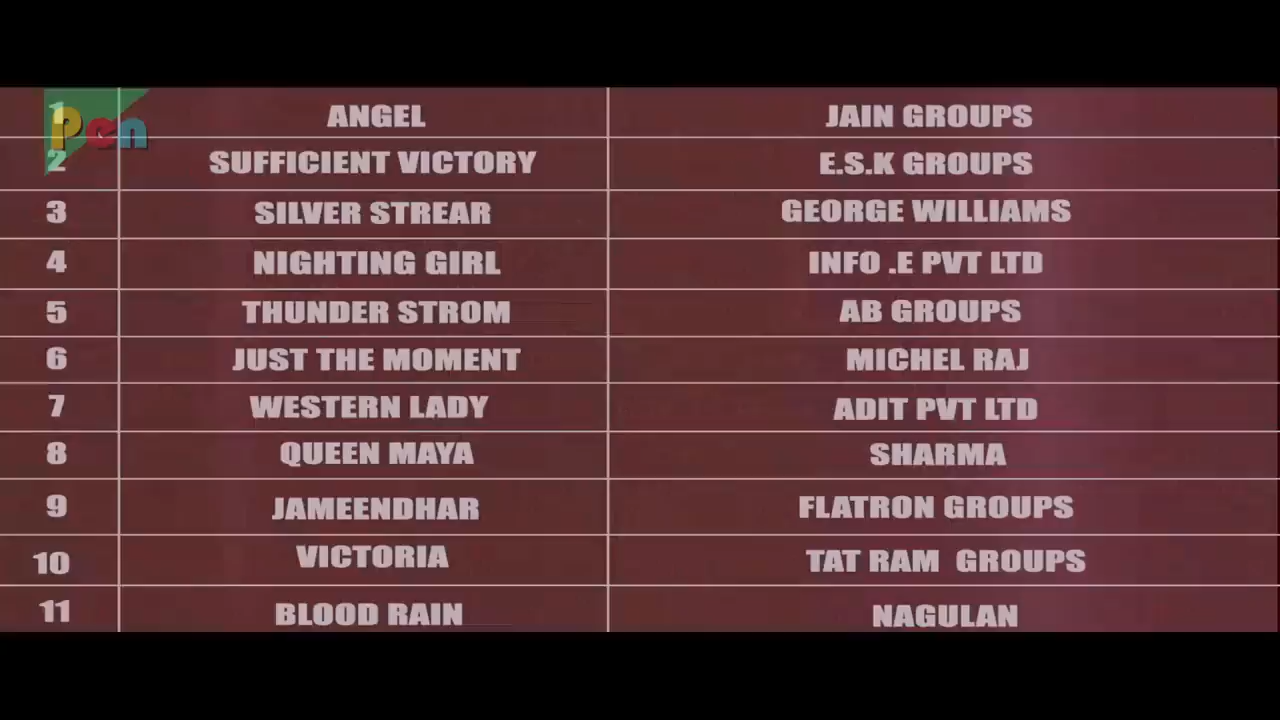 1 ANGEL JAIN GROUPS
Pen
2 SUFFICIENT VICTORY E.S.K GROUPS
3 SILVER STREAR GEORGE WILLIAMS
4 NIGHTING GIRL INFO .E PVT LTD
5 THUNDER STROM AB GROUPS
6 JUST THE MOMENT MICHEL RAJ
7 WESTERN LADY ADIT PVT LTD
8 QUEEN MAYA SHARMA
9 JAMEENDHAR FLATRON GROUPS
10 VICTORIA TAT RAM GROUPS
11 BLOOD RAIN NAGULAN